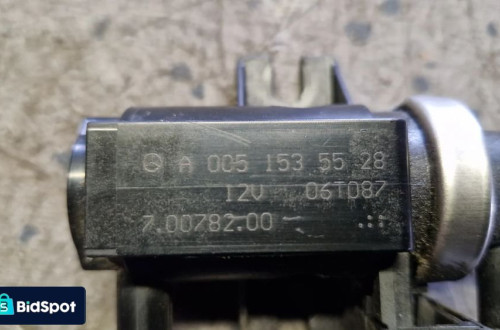 A 005 153 55 28
12V 06T087
7.00782.00
BidSpot